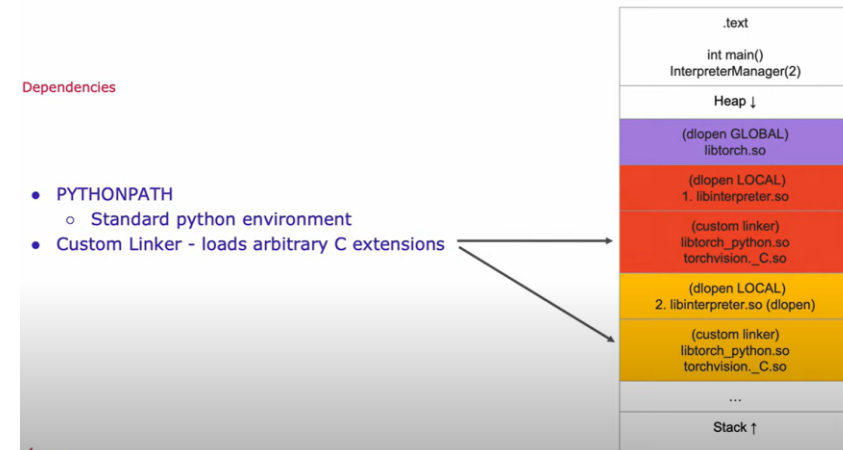 Dependencies
● PYTHONPATH
○ Standard python environment
● Custom Linker - loads arbitrary C extensions
.text
int main()
InterpreterManager(2)
Heap ↓
(dlopen GLOBAL)
libtorch.so
(dlopen LOCAL)
1. libinterpreter.so
(custom linker)
libtorch_python.so
torchvision._C.so
(dlopen LOCAL)
2. libinterpreter.so (dlopen)
(custom linker)
libtorch_python.so
torchvision._C.so
...
Stack ↑